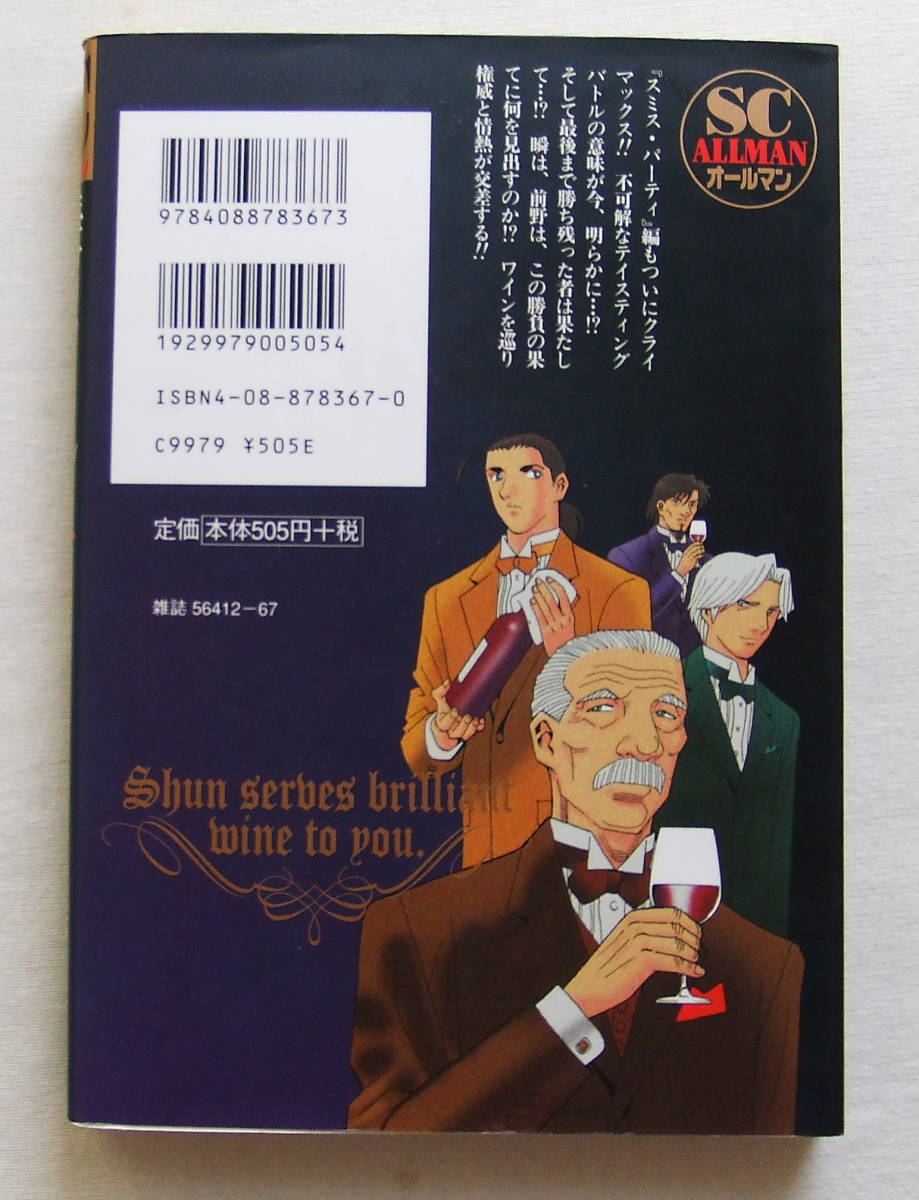 SC
ALLMAN
オールマン
『スミス・パーティ』編もついにクライ
マックス!! 不可解なテイスティング
バトルの意味が今、明らかに…!?
そして最後まで勝ち残った者は果たし
て…!? 瞬は、前野は、この勝負の果
てに何を見出すのか!? ワインを巡り
権威と情熱が交差する!!
9784088783673
1929979005054
ISBN4-08-878367-0
C9979 ¥505E
定価 本体505円+税
雑誌 56412-67
Shun serves brilliant
wine to you.